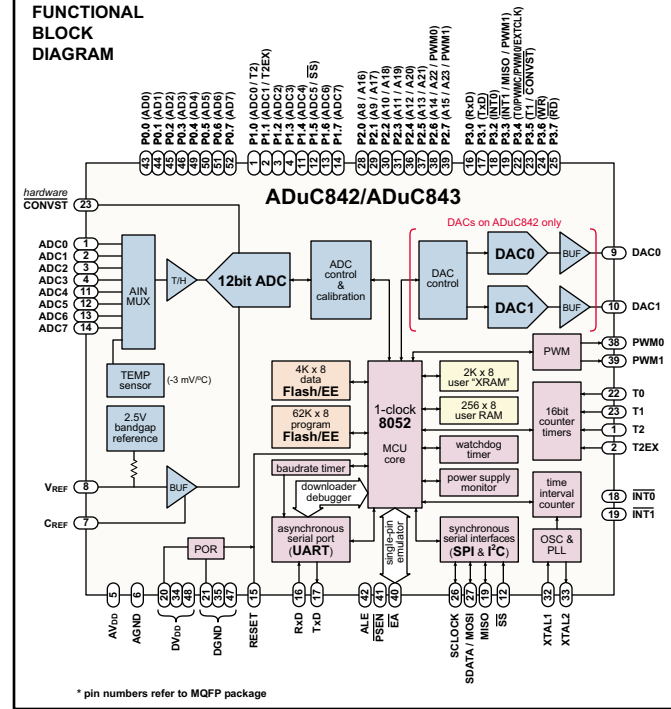 FUNCTIONAL
BLOCK
DIAGRAM
P0.0 (AD0)
P0.1 (AD1)
P0.2 (AD2)
P0.3 (AD3)
P0.4 (AD4)
P0.5 (AD5)
P0.6 (AD6)
P0.7 (AD7)
P1.0 (ADC0 / T2)
P1.1 (ADC1 / T2EX)
P1.2 (ADC2)
P1.3 (ADC3)
P1.4 (ADC4)
P1.5 (ADC5 / SS)
P1.6 (ADC6)
P1.7 (ADC7)
P2.0 (A8 / A16)
P2.1 (A9 / A17)
P2.2 (A10 / A18)
P2.3 (A11 / A19)
P2.4 (A12 / A20)
P2.5 (A13 / A21)
P2.6 (A14 / A22 / PWM0)
P2.7 (A15 / A23 / PWM1)
P3.0 (RxD)
P3.1 (TxD)
P3.2 (INT0)
P3.3 (INT1 / MISO / PWM1)
P3.4 (T0/PWMC/PWM0/EXTCLK)
P3.5 (T1 / CONVST)
P3.6 (WR)
P3.7 (RD)
43 44 45 46 49 50 51 52
1 2 3 4 11 12 13 14
28 29 30 31 36 37 38 39
16 17 18 19 22 23 24 25
ADuC842/ADuC843
hardware
CONVST
23
DACs on ADuC842 only
ADC0 1
ADC1 2
ADC2 3
ADC3 4
ADC4 11
ADC5 12
ADC6 13
ADC7 14
AIN
MUX
T/H
12bit ADC
ADC
control
&
calibration
DAC
control
DAC0
BUF
9 DAC0
DAC1
BUF
10 DAC1
TEMP
sensor
(-3 mV/ºC)
2.5V
bandgap
reference
VREF 8
BUF
CREF 7
4K x 8
data
Flash/EE
62K x 8
program
Flash/EE
1-clock
8052
MCU
core
2K x 8
user “XRAM”
256 x 8
user RAM
watchdog
timer
power supply
monitor
PWM
38 PWM0
39 PWM1
16bit
counter
timers
22 T0
23 T1
1 T2
2 T2EX
time
interval
counter
18 INT0
19 INT1
baudrate timer
downloader
debugger
asynchronous
serial port
(UART)
single-pin
emulator
synchronous
serial interfaces
(SPI & I2C)
OSC &
PLL
POR
5 6 20 34 48 21 35 47 15 16 17 42 41 40 26 27 19 12 32 33
AVDD
AGND
DVDD
DGND
RESET
RxD
TxD
ALE
PSEN
EA
SCLOCK
SDATA / MOSI
MISO
SS
XTAL1
XTAL2
* pin numbers refer to MQFP package